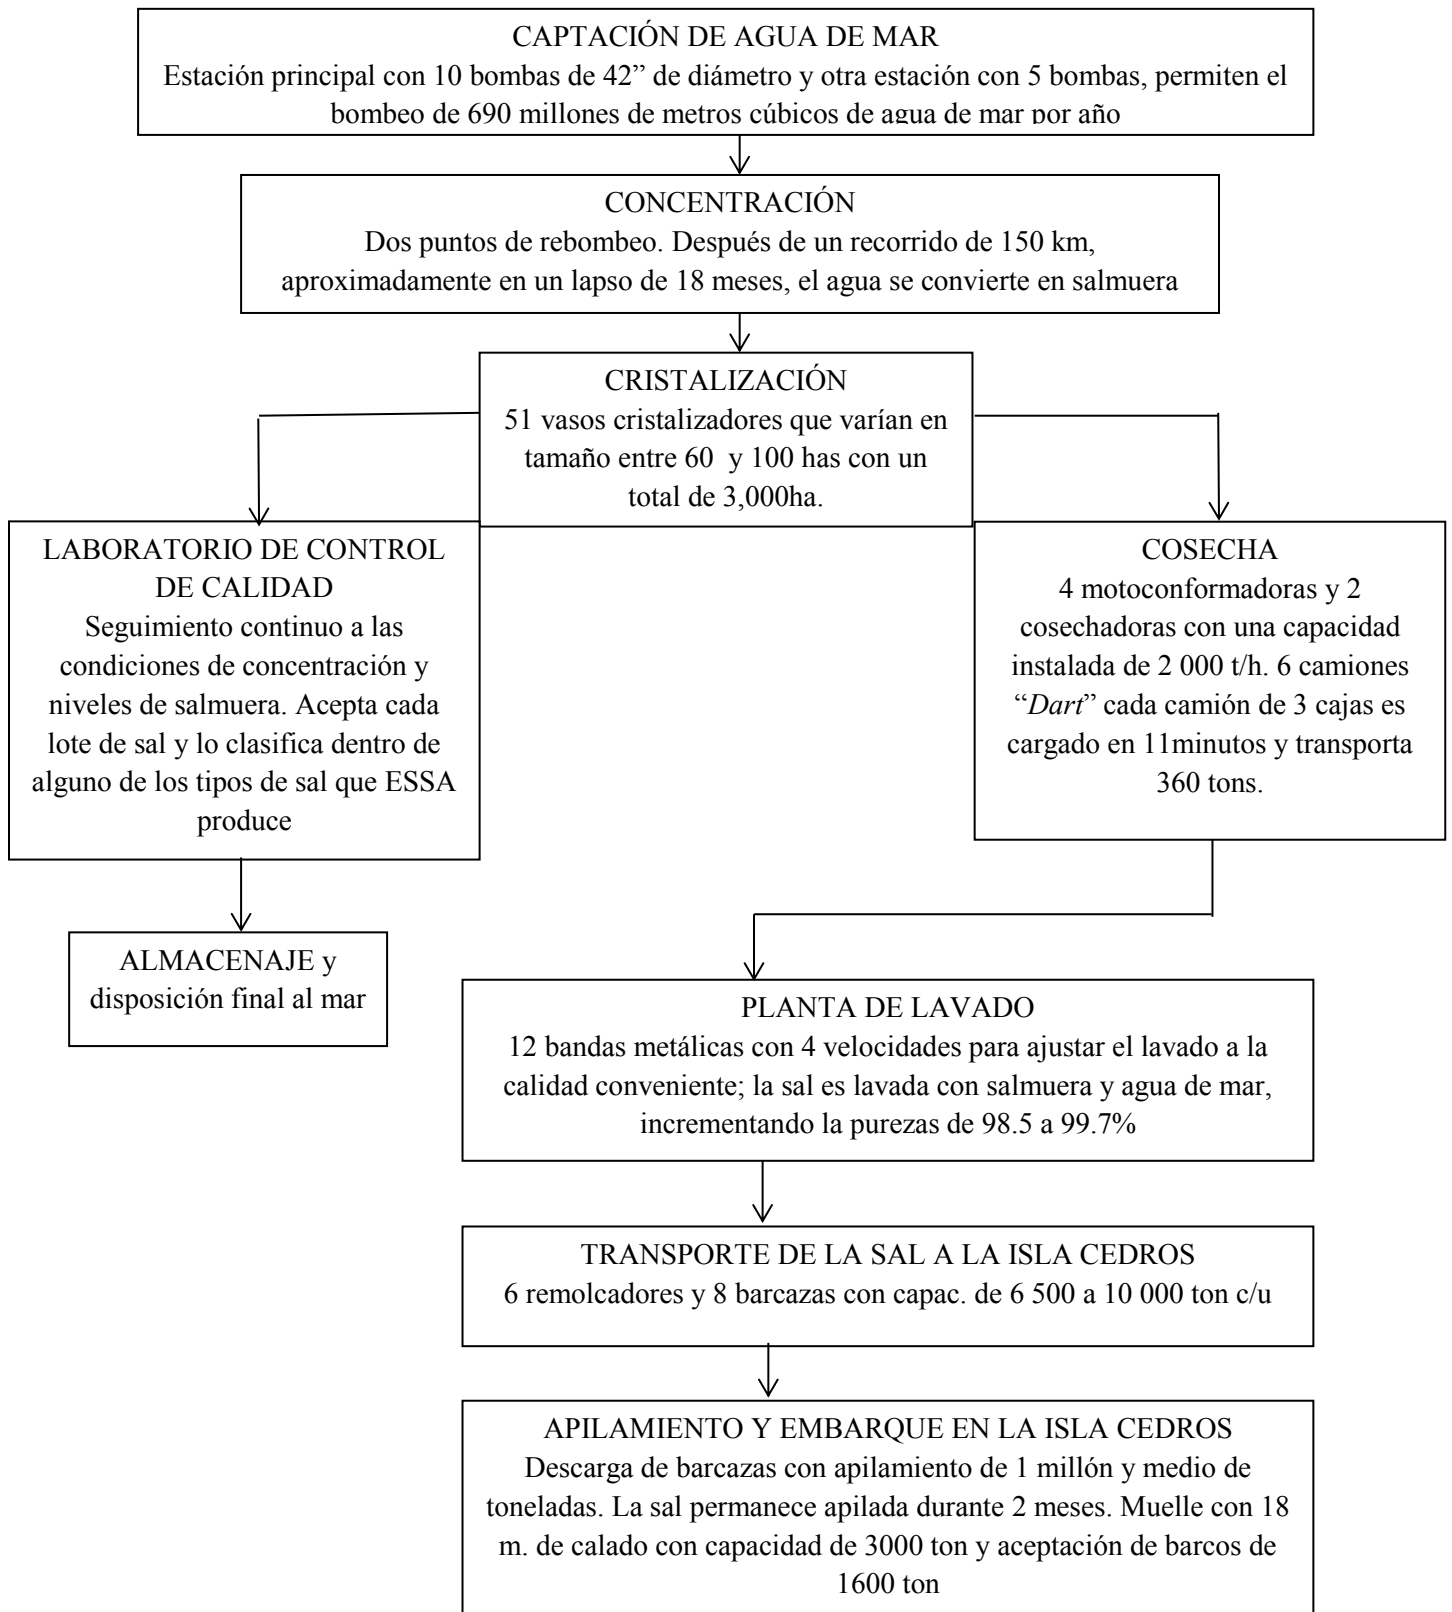 CAPTACIÓN DE AGUA DE MAR
Estación principal con 10 bombas de 42” de diámetro y otra estación con 5 bombas, permiten el
bombeo de 690 millones de metros cúbicos de agua de mar por año
CONCENTRACIÓN
Dos puntos de rebombeo. Después de un recorrido de 150 km,
aproximadamente en un lapso de 18 meses, el agua se convierte en salmuera
CRISTALIZACIÓN
51 vasos cristalizadores que varían en
tamaño entre 60 y 100 has con un
total de 3,000ha.
LABORATORIO DE CONTROL
DE CALIDAD
Seguimiento continuo a las
condiciones de concentración y
niveles de salmuera. Acepta cada
lote de sal y lo clasifica dentro de
alguno de los tipos de sal que ESSA
produce
COSECHA
4 motoconformadoras y 2
cosechadoras con una capacidad
instalada de 2 000 t/h. 6 camiones
“Dart” cada camión de 3 cajas es
cargado en 11minutos y transporta
360 tons.
ALMACENAJE y
disposición final al mar
PLANTA DE LAVADO
12 bandas metálicas con 4 velocidades para ajustar el lavado a la
calidad conveniente; la sal es lavada con salmuera y agua de mar,
incrementando la purezas de 98.5 a 99.7%
TRANSPORTE DE LA SAL A LA ISLA CEDROS
6 remolcadores y 8 barcazas con capac. de 6 500 a 10 000 ton c/u
APILAMIENTO Y EMBARQUE EN LA ISLA CEDROS
Descarga de barcazas con apilamiento de 1 millón y medio de
toneladas. La sal permanece apilada durante 2 meses. Muelle con 18
m. de calado con capacidad de 3000 ton y aceptación de barcos de
1600 ton